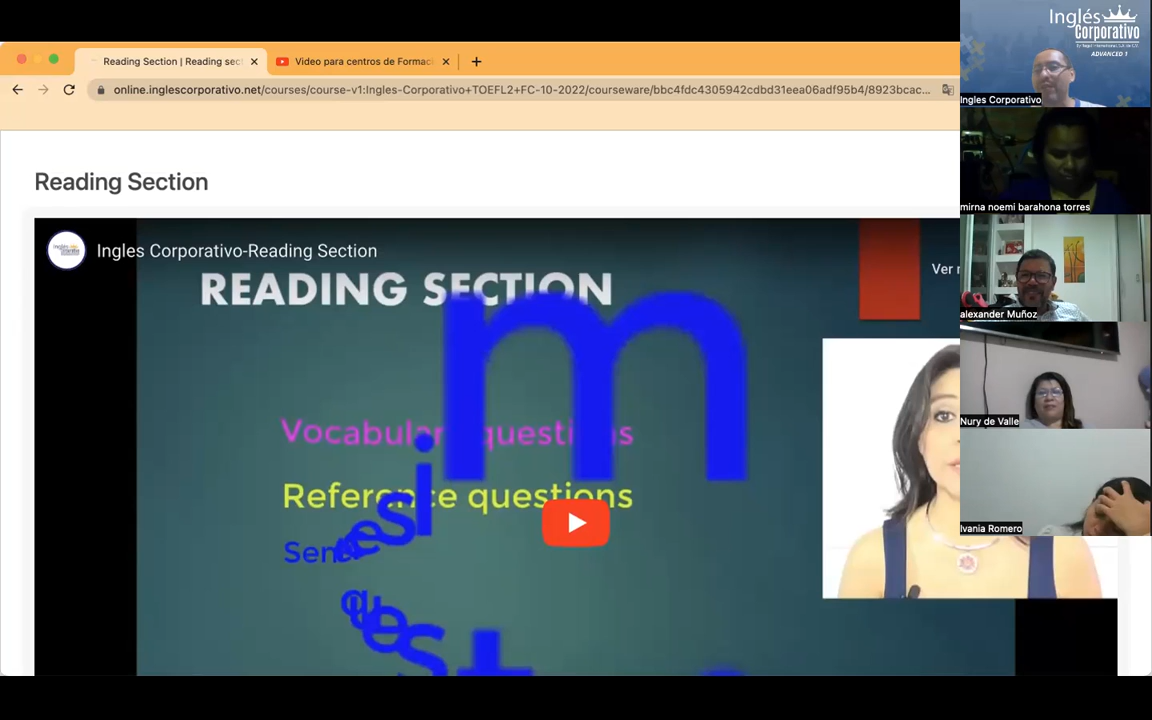 Reading Section | Reading sec
Video para centros de Formac
online.inglescorporativo.net/courses/course-v1:Ingles-Corporativo+TOEFL2+FC-10-2022/courseware/bbc4fdc4305942cdbd31eea06adf95b4/8923bcac...
Reading Section
Ingles Corporativo-Reading Section
READING SECTION
Vocabulary questions
Reference questions
Ver
Inglés
Corporativo
ADVANCED 1
Ingles Corporativo
mirna noemi barahona torres
alexander Muñoz
Nury de Valle
Ivania Romero